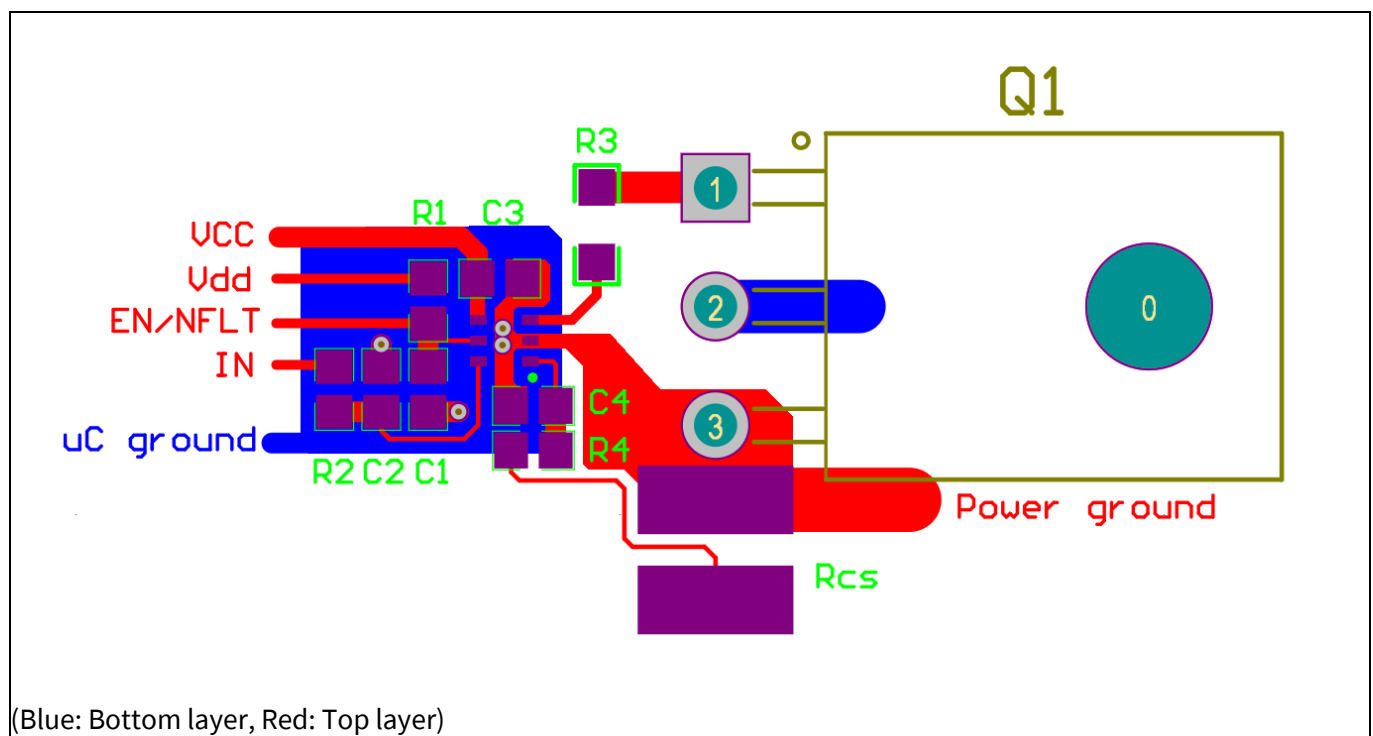 Q1
R3
1
R1 C3
VCC
Vdd
EN/NFLT
IN
2
0
C4
3
uC ground
R4
R2 C2 C1
Power ground
Rcs
(Blue: Bottom layer, Red: Top layer)